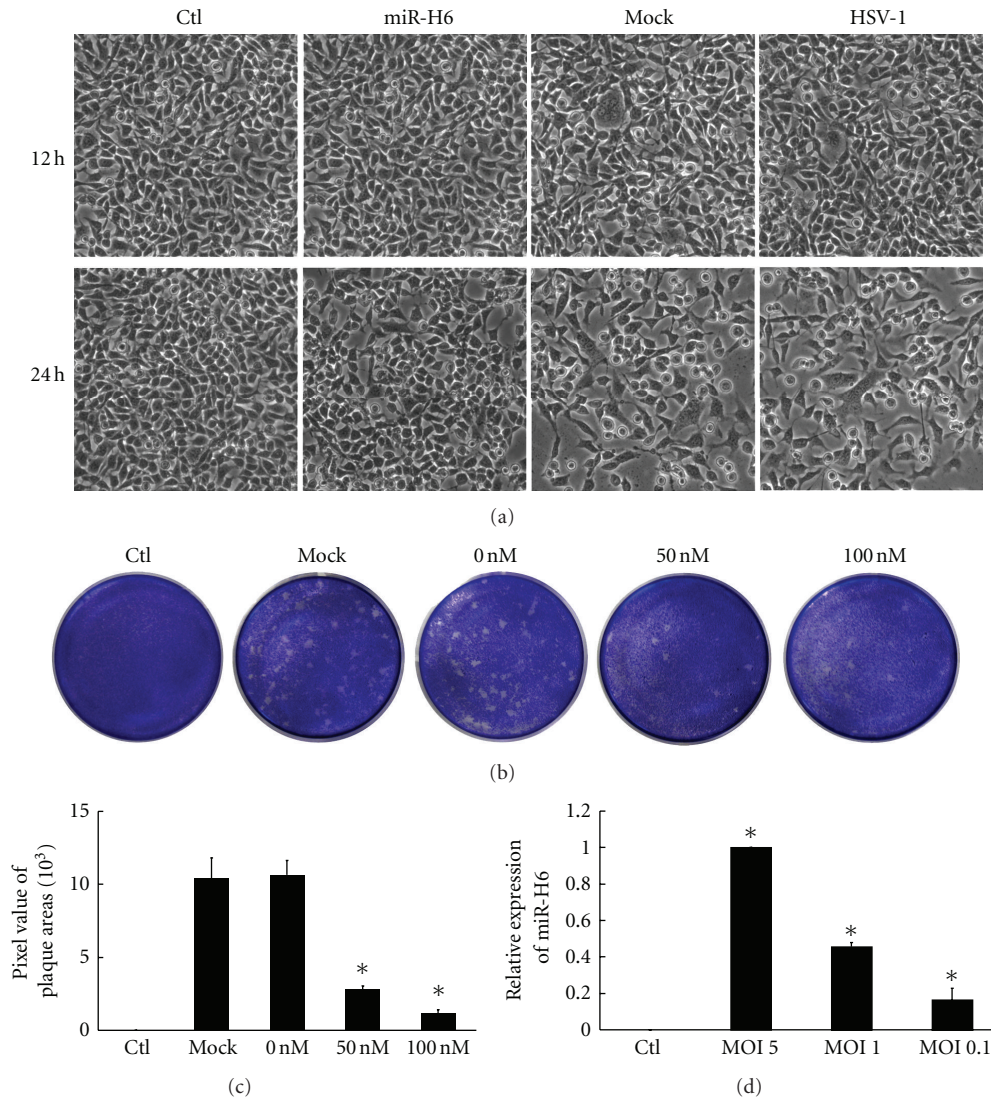 Ctl miR-H6 Mock HSV-1
12 h
24 h
(a)
Ctl Mock 0 nM 50 nM 100 nM
(b)
15
10
5
0
Pixel value of
plaque areas (10³)
*
*
Ctl Mock 0 nM 50 nM 100 nM
(c)
1.2
1
0.8
0.6
0.4
0.2
0
Relative expression
of miR-H6
*
*
*
Ctl MOI 5 MOI 1 MOI 0.1
(d)